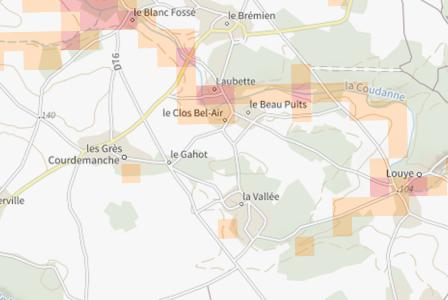 le Blanc Fossé
le Brémien
D16
Laubette
la Coudanne
le Beau Puits
le Clos Bel-Air
140
les Grès
Courdemanche
le Gahot
Louye
104
la Vallée
erville